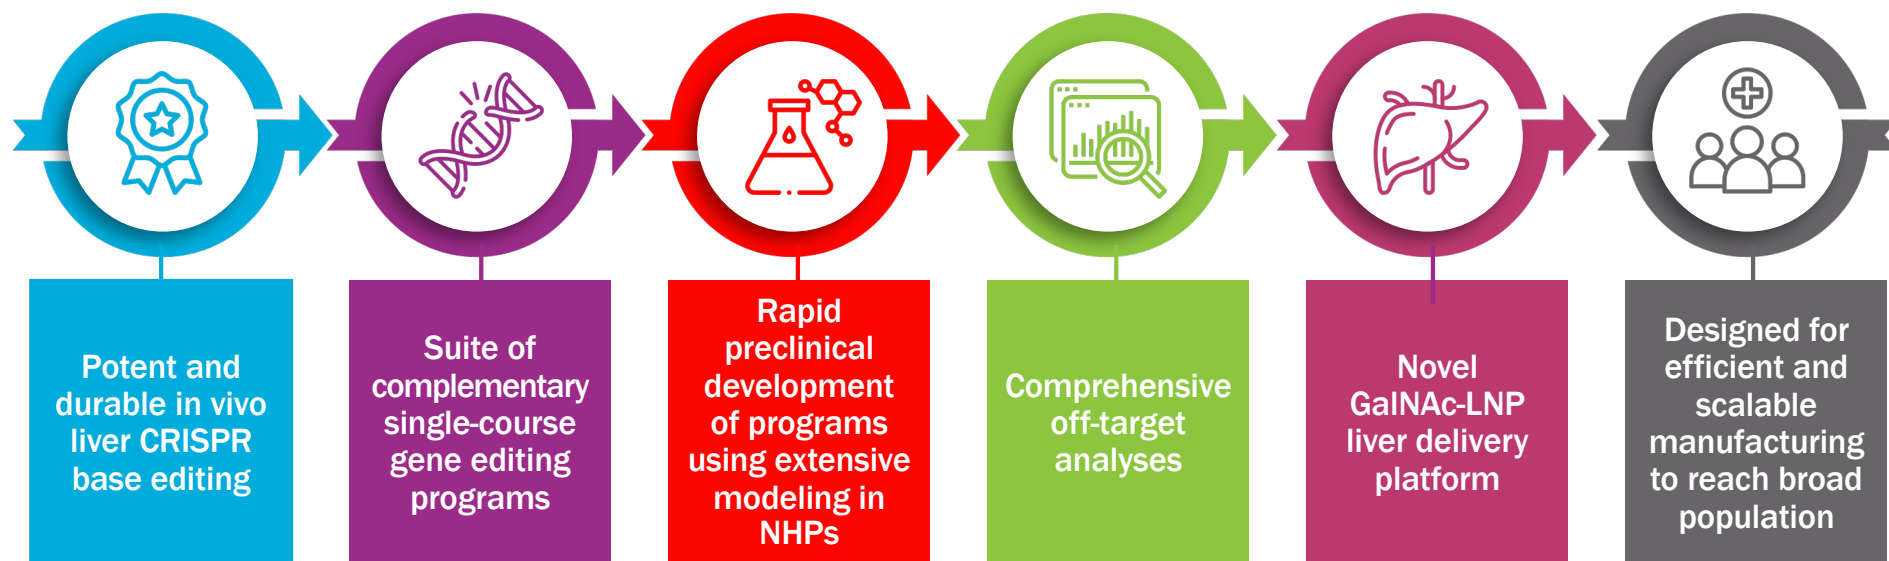 Potent and
durable in vivo
liver CRISPR
base editing
Suite of
complementary
single-course
gene editing
programs
Rapid
preclinical
development
of programs
using extensive
modeling in
NHPs
Comprehensive
off-target
analyses
Novel
GalNAc-LNP
liver delivery
platform
Designed for
efficient and
scalable
manufacturing
to reach broad
population